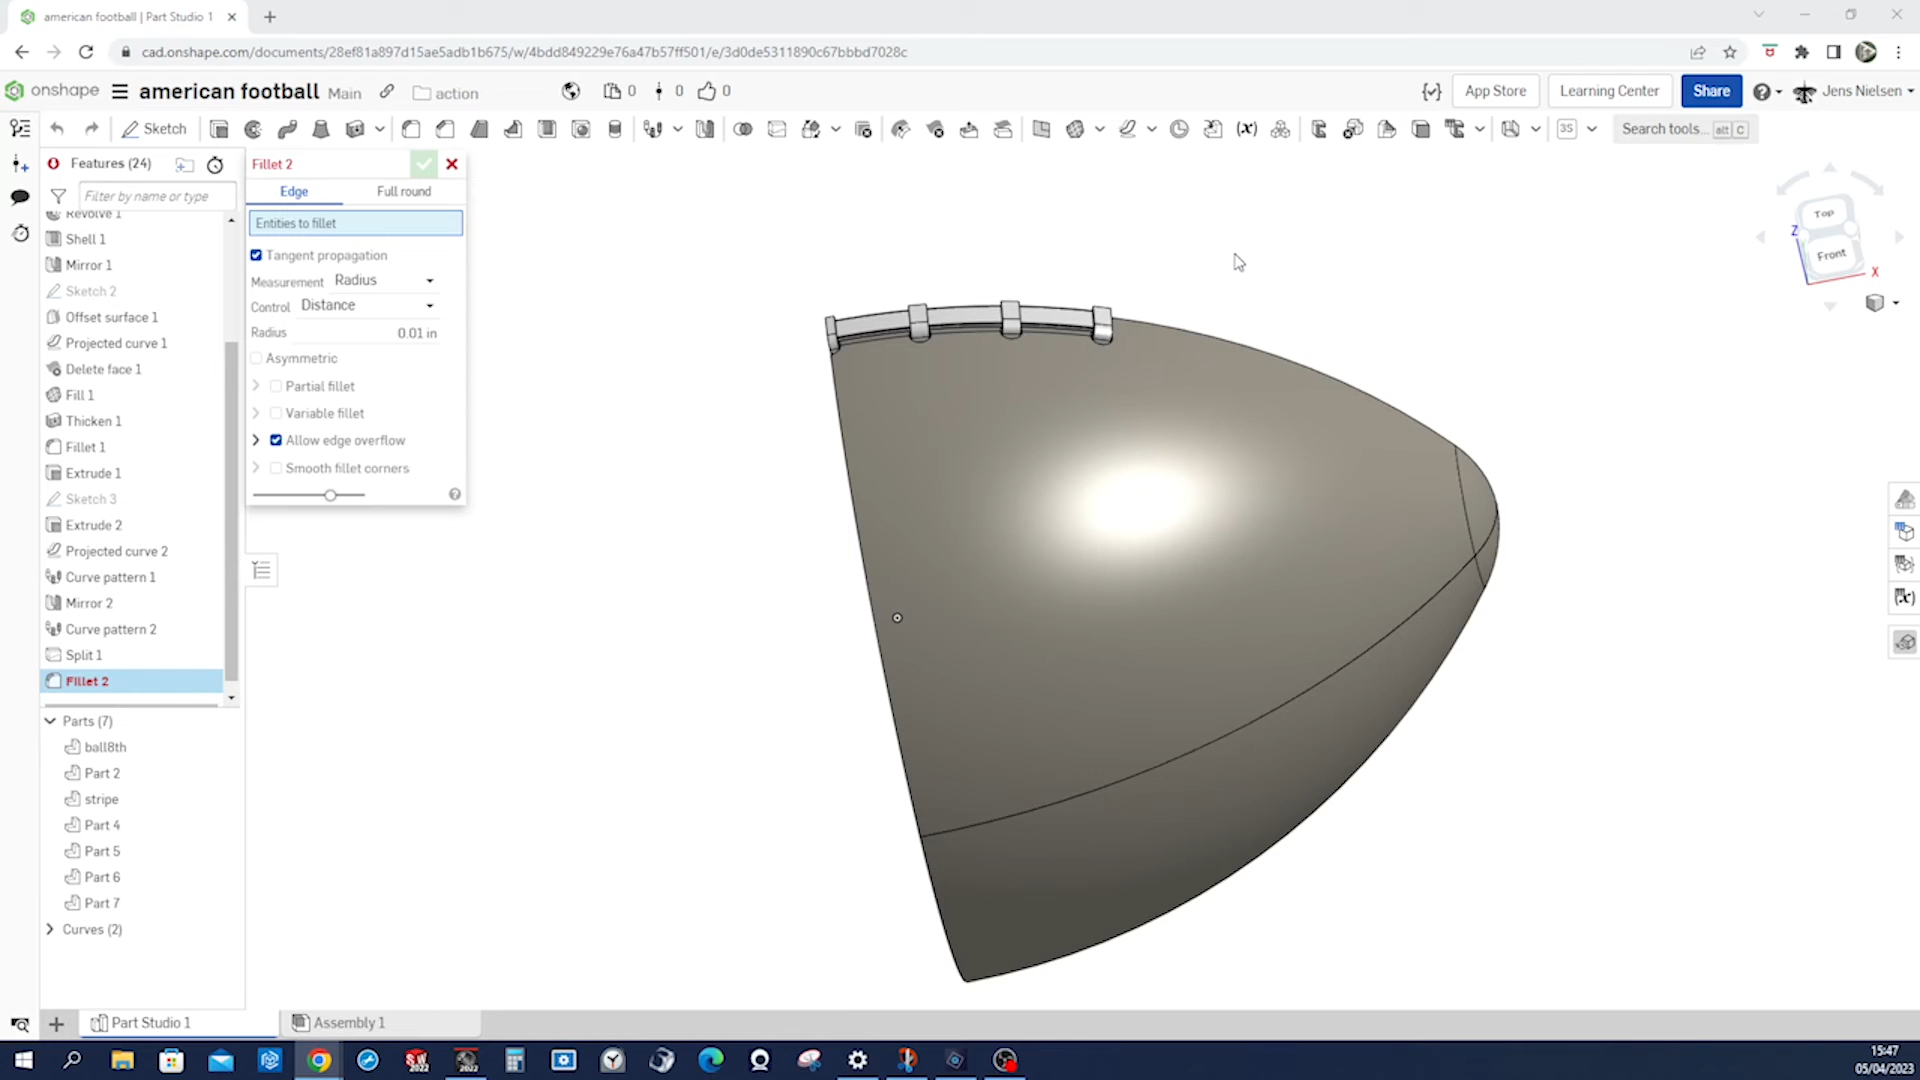 american football | Part Studio 1
cad.onshape.com/documents/28ef81a897d15ae5adb1b675/w/4bdd849229e76a47b57ff501/e/3d0de5311890c67bbbd7028c
onshape american football Main action 0 0 0 App Store Learning Center Share Jens Nielsen
Sketch Search tools... alt C
Features (24)
Filter by name or type
Revolve 1
Shell 1
Mirror 1
Sketch 2
Offset surface 1
Projected curve 1
Delete face 1
Fill 1
Thicken 1
Fillet 1
Extrude 1
Sketch 3
Extrude 2
Projected curve 2
Curve pattern 1
Mirror 2
Curve pattern 2
Split 1
Fillet 2
Parts (7)
ball8th
Part 2
stripe
Part 4
Part 5
Part 6
Part 7
Curves (2)
Fillet 2
Edge Full round
Entities to fillet
Tangent propagation
Measurement Radius
Control Distance
Radius 0.01 in
Asymmetric
Partial fillet
Variable fillet
Allow edge overflow
Smooth fillet corners
Top
Z
Front
X
Part Studio 1 Assembly 1
15:47
05/04/2023